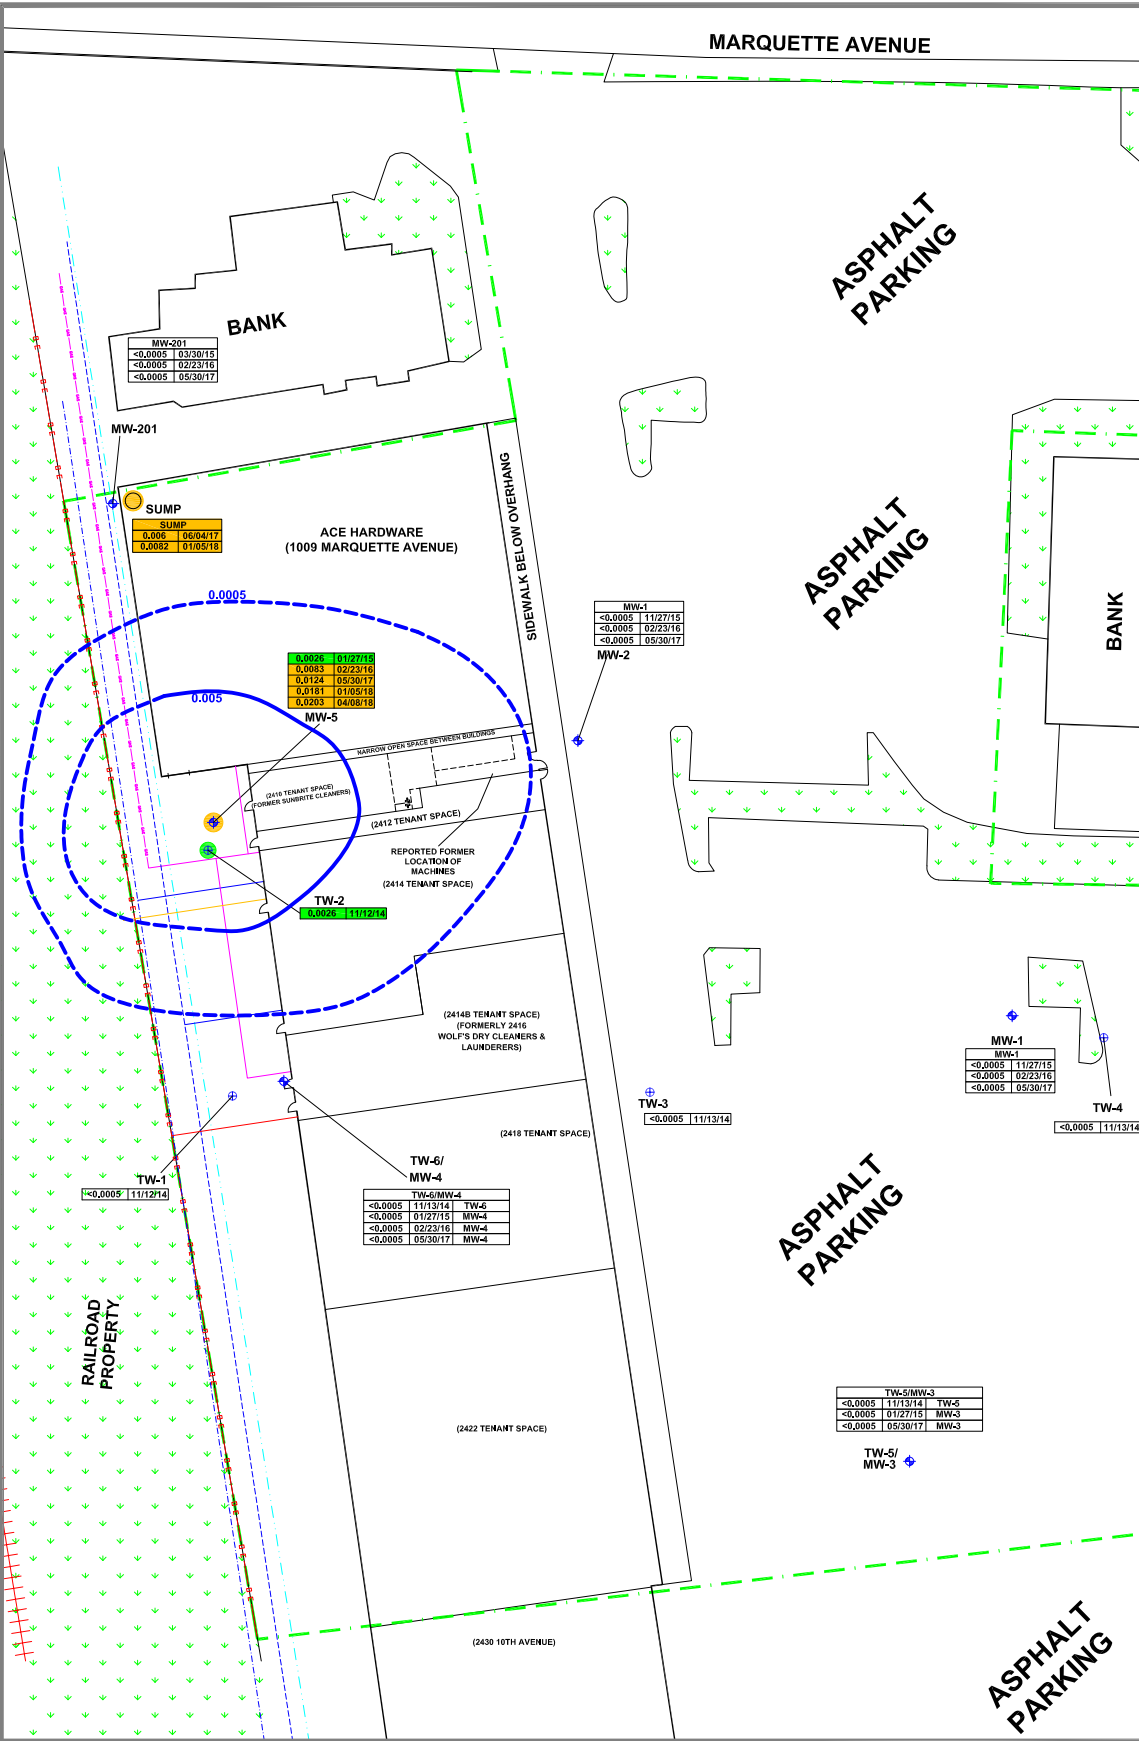 MARQUETTE AVENUE
ASPHALT
PARKING
BANK
MW-201
<0.0005 03/30/15
<0.0005 02/23/16
<0.0005 05/30/17
MW-201
SUMP
SUMP
0.006 06/04/17
0.0082 01/05/18
ACE HARDWARE
(1009 MARQUETTE AVENUE)
SIDEWALK BELOW OVERHANG
ASPHALT
PARKING
BANK
0.0005
MW-1
<0.0005 11/27/15
<0.0005 02/23/16
<0.0005 05/30/17
MW-2
0.0026 01/27/15
0.0083 02/23/16
0.0124 05/30/17
0.0181 01/05/18
0.0203 04/08/18
MW-5
0.005
NARROW OPEN SPACE BETWEEN BUILDINGS
(2410 TENANT SPACE)
(FORMER SUNBRITE CLEANERS)
(2412 TENANT SPACE)
REPORTED FORMER
LOCATION OF
MACHINES
(2414 TENANT SPACE)
TW-2
0.0026 11/12/14
(2414B TENANT SPACE)
(FORMERLY 2416
WOLF'S DRY CLEANERS &
LAUNDERERS)
MW-1
MW-1
<0.0005 11/27/15
<0.0005 02/23/16
<0.0005 05/30/17
TW-3
<0.0005 11/13/14
TW-4
<0.0005 11/13/14
(2418 TENANT SPACE)
TW-1
<0.0005 11/12/14
TW-6/
MW-4
TW-6/MW-4
<0.0005 11/13/14 TW-6
<0.0005 01/27/15 MW-4
<0.0005 02/23/16 MW-4
<0.0005 05/30/17 MW-4
ASPHALT
PARKING
RAILROAD
PROPERTY
(2422 TENANT SPACE)
TW-5/MW-3
<0.0005 11/13/14 TW-5
<0.0005 01/27/15 MW-3
<0.0005 05/30/17 MW-3
TW-5/
MW-3
(2430 10TH AVENUE)
ASPHALT
PARKING